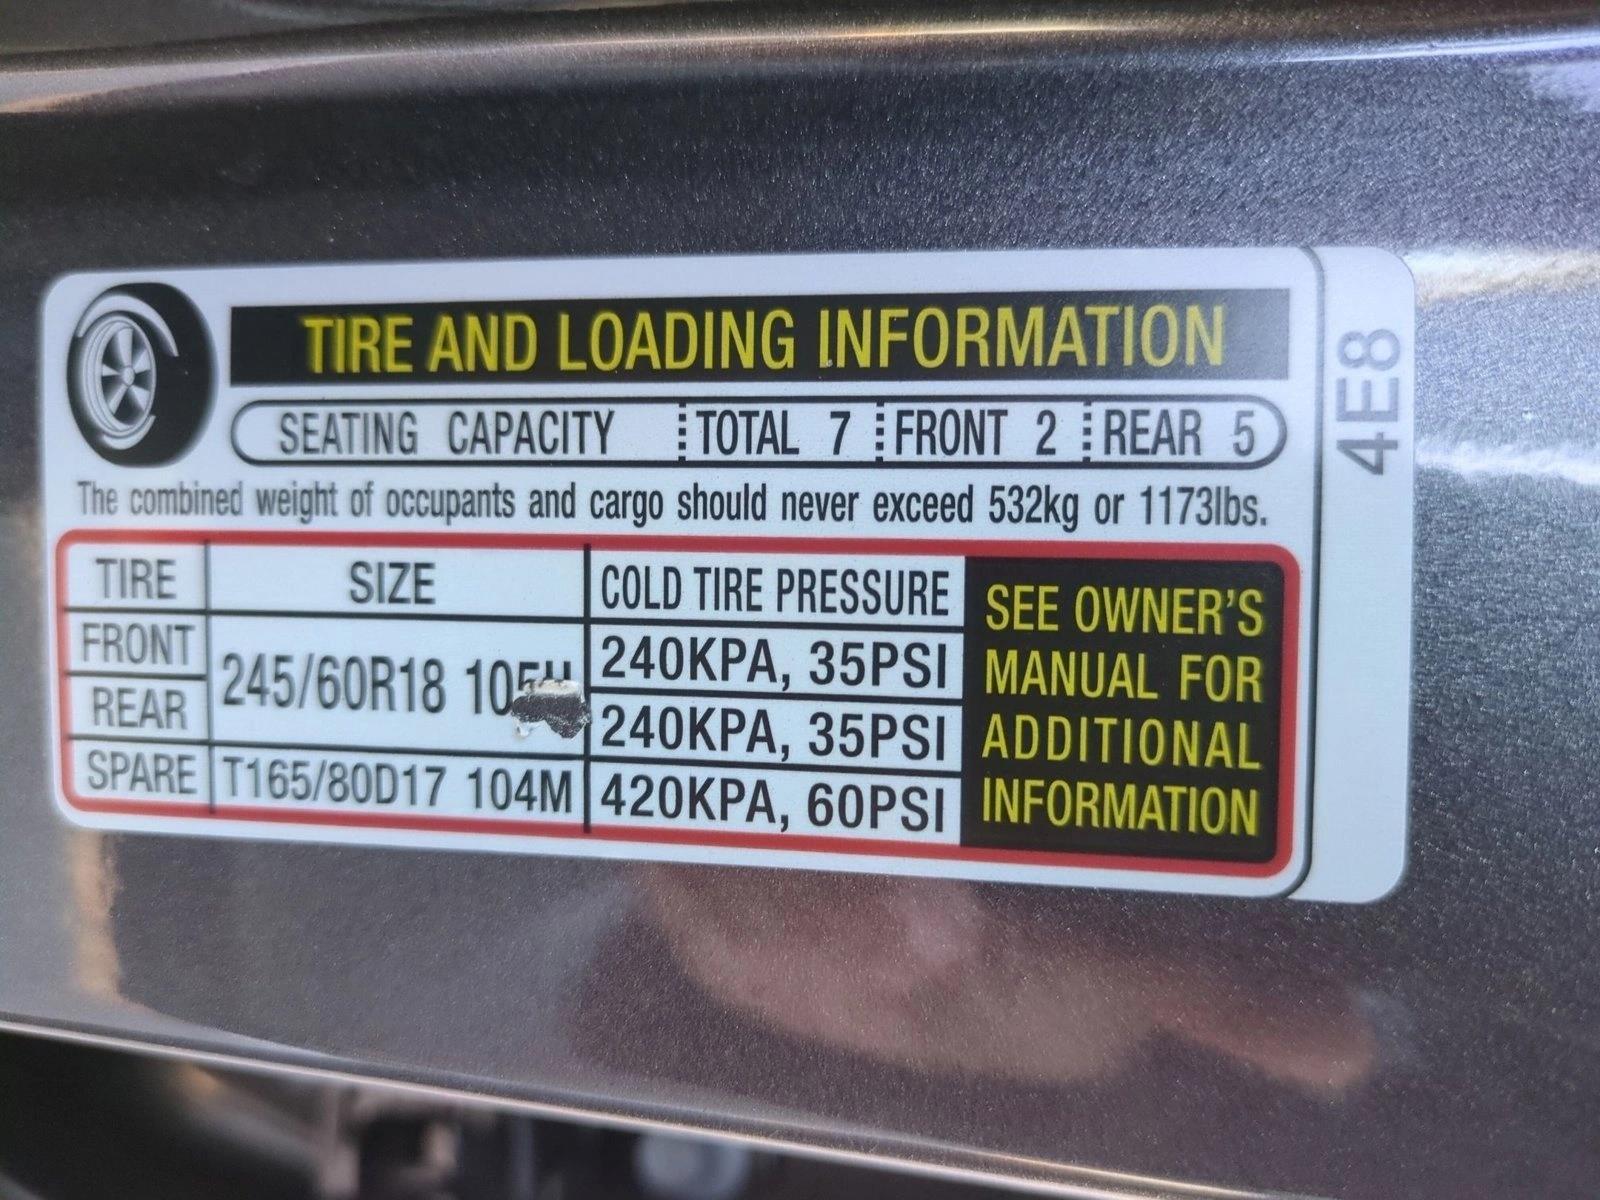 TIRE AND LOADING INFORMATION
SEATING CAPACITY TOTAL 7 FRONT 2 REAR 5
The combined weight of occupants and cargo should never exceed 532kg or 1173lbs.
TIRE SIZE COLD TIRE PRESSURE
FRONT 240KPA, 35PSI
245/60R18 105H
REAR 240KPA, 35PSI
SPARE T165/80D17 104M 420KPA, 60PSI
SEE OWNER'S
MANUAL FOR
ADDITIONAL
INFORMATION
4E8